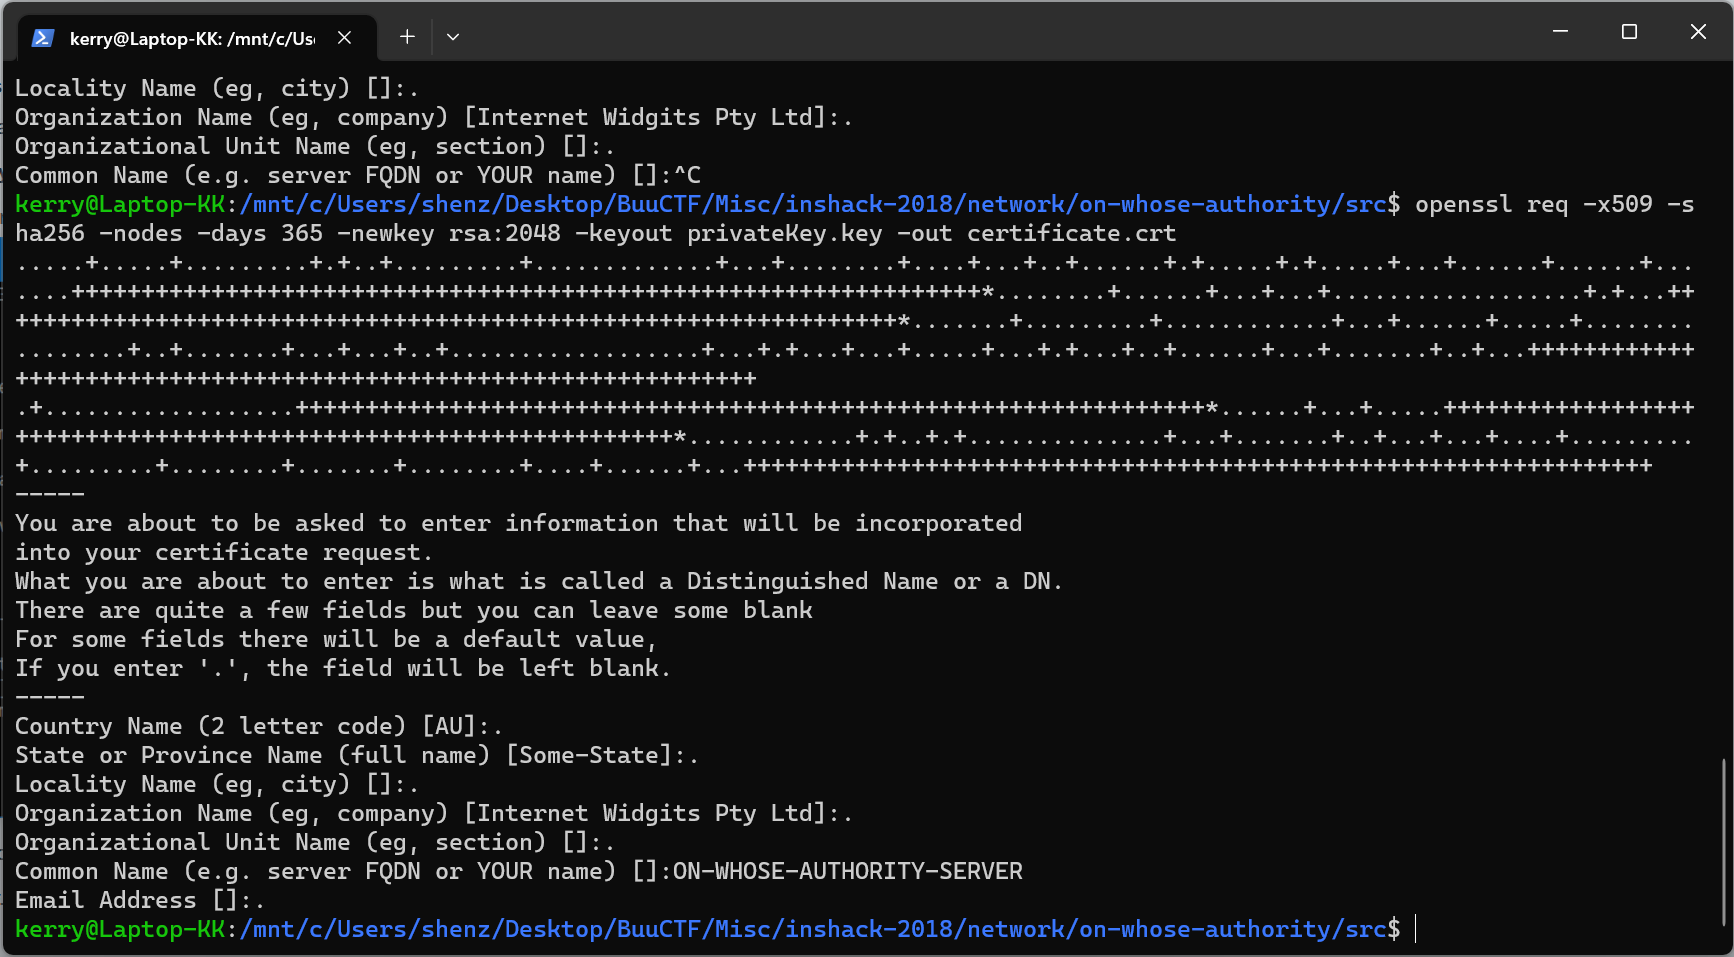 kerry@Laptop-KK: /mnt/c/Us
Locality Name (eg, city) []:.
Organization Name (eg, company) [Internet Widgits Pty Ltd]:.
Organizational Unit Name (eg, section) []:.
Common Name (e.g. server FQDN or YOUR name) []:^C
kerry@Laptop-KK:/mnt/c/Users/shenz/Desktop/BuuCTF/Misc/inshack-2018/network/on-whose-authority/src$ openssl req -x509 -s
ha256 -nodes -days 365 -newkey rsa:2048 -keyout privateKey.key -out certificate.crt
-----
You are about to be asked to enter information that will be incorporated
into your certificate request.
What you are about to enter is what is called a Distinguished Name or a DN.
There are quite a few fields but you can leave some blank
For some fields there will be a default value,
If you enter '.', the field will be left blank.
-----
Country Name (2 letter code) [AU]:.
State or Province Name (full name) [Some-State]:.
Locality Name (eg, city) []:.
Organization Name (eg, company) [Internet Widgits Pty Ltd]:.
Organizational Unit Name (eg, section) []:.
Common Name (e.g. server FQDN or YOUR name) []:ON-WHOSE-AUTHORITY-SERVER
Email Address []:.
kerry@Laptop-KK:/mnt/c/Users/shenz/Desktop/BuuCTF/Misc/inshack-2018/network/on-whose-authority/src$